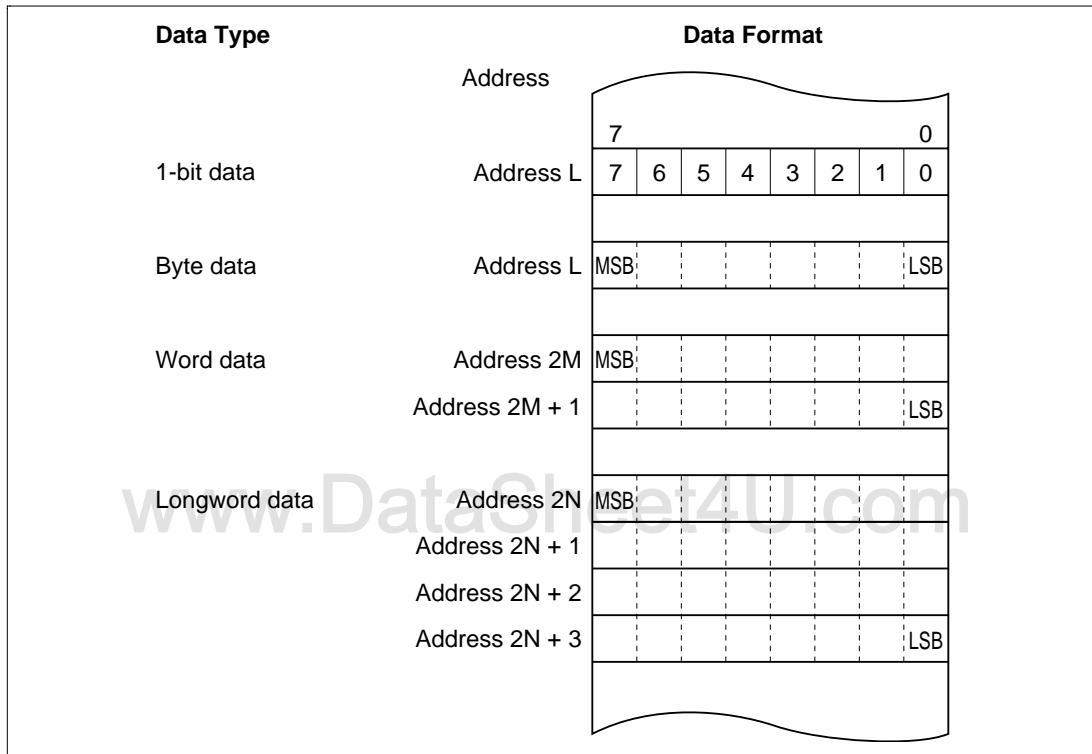 Data Type Data Format
Address
7 0
1-bit data Address L 7 6 5 4 3 2 1 0
Byte data Address L MSB LSB
Word data Address 2M MSB
Address 2M + 1 LSB
Longword data Address 2N MSB
www.DataSheet4U.com
Address 2N + 1
Address 2N + 2
Address 2N + 3 LSB